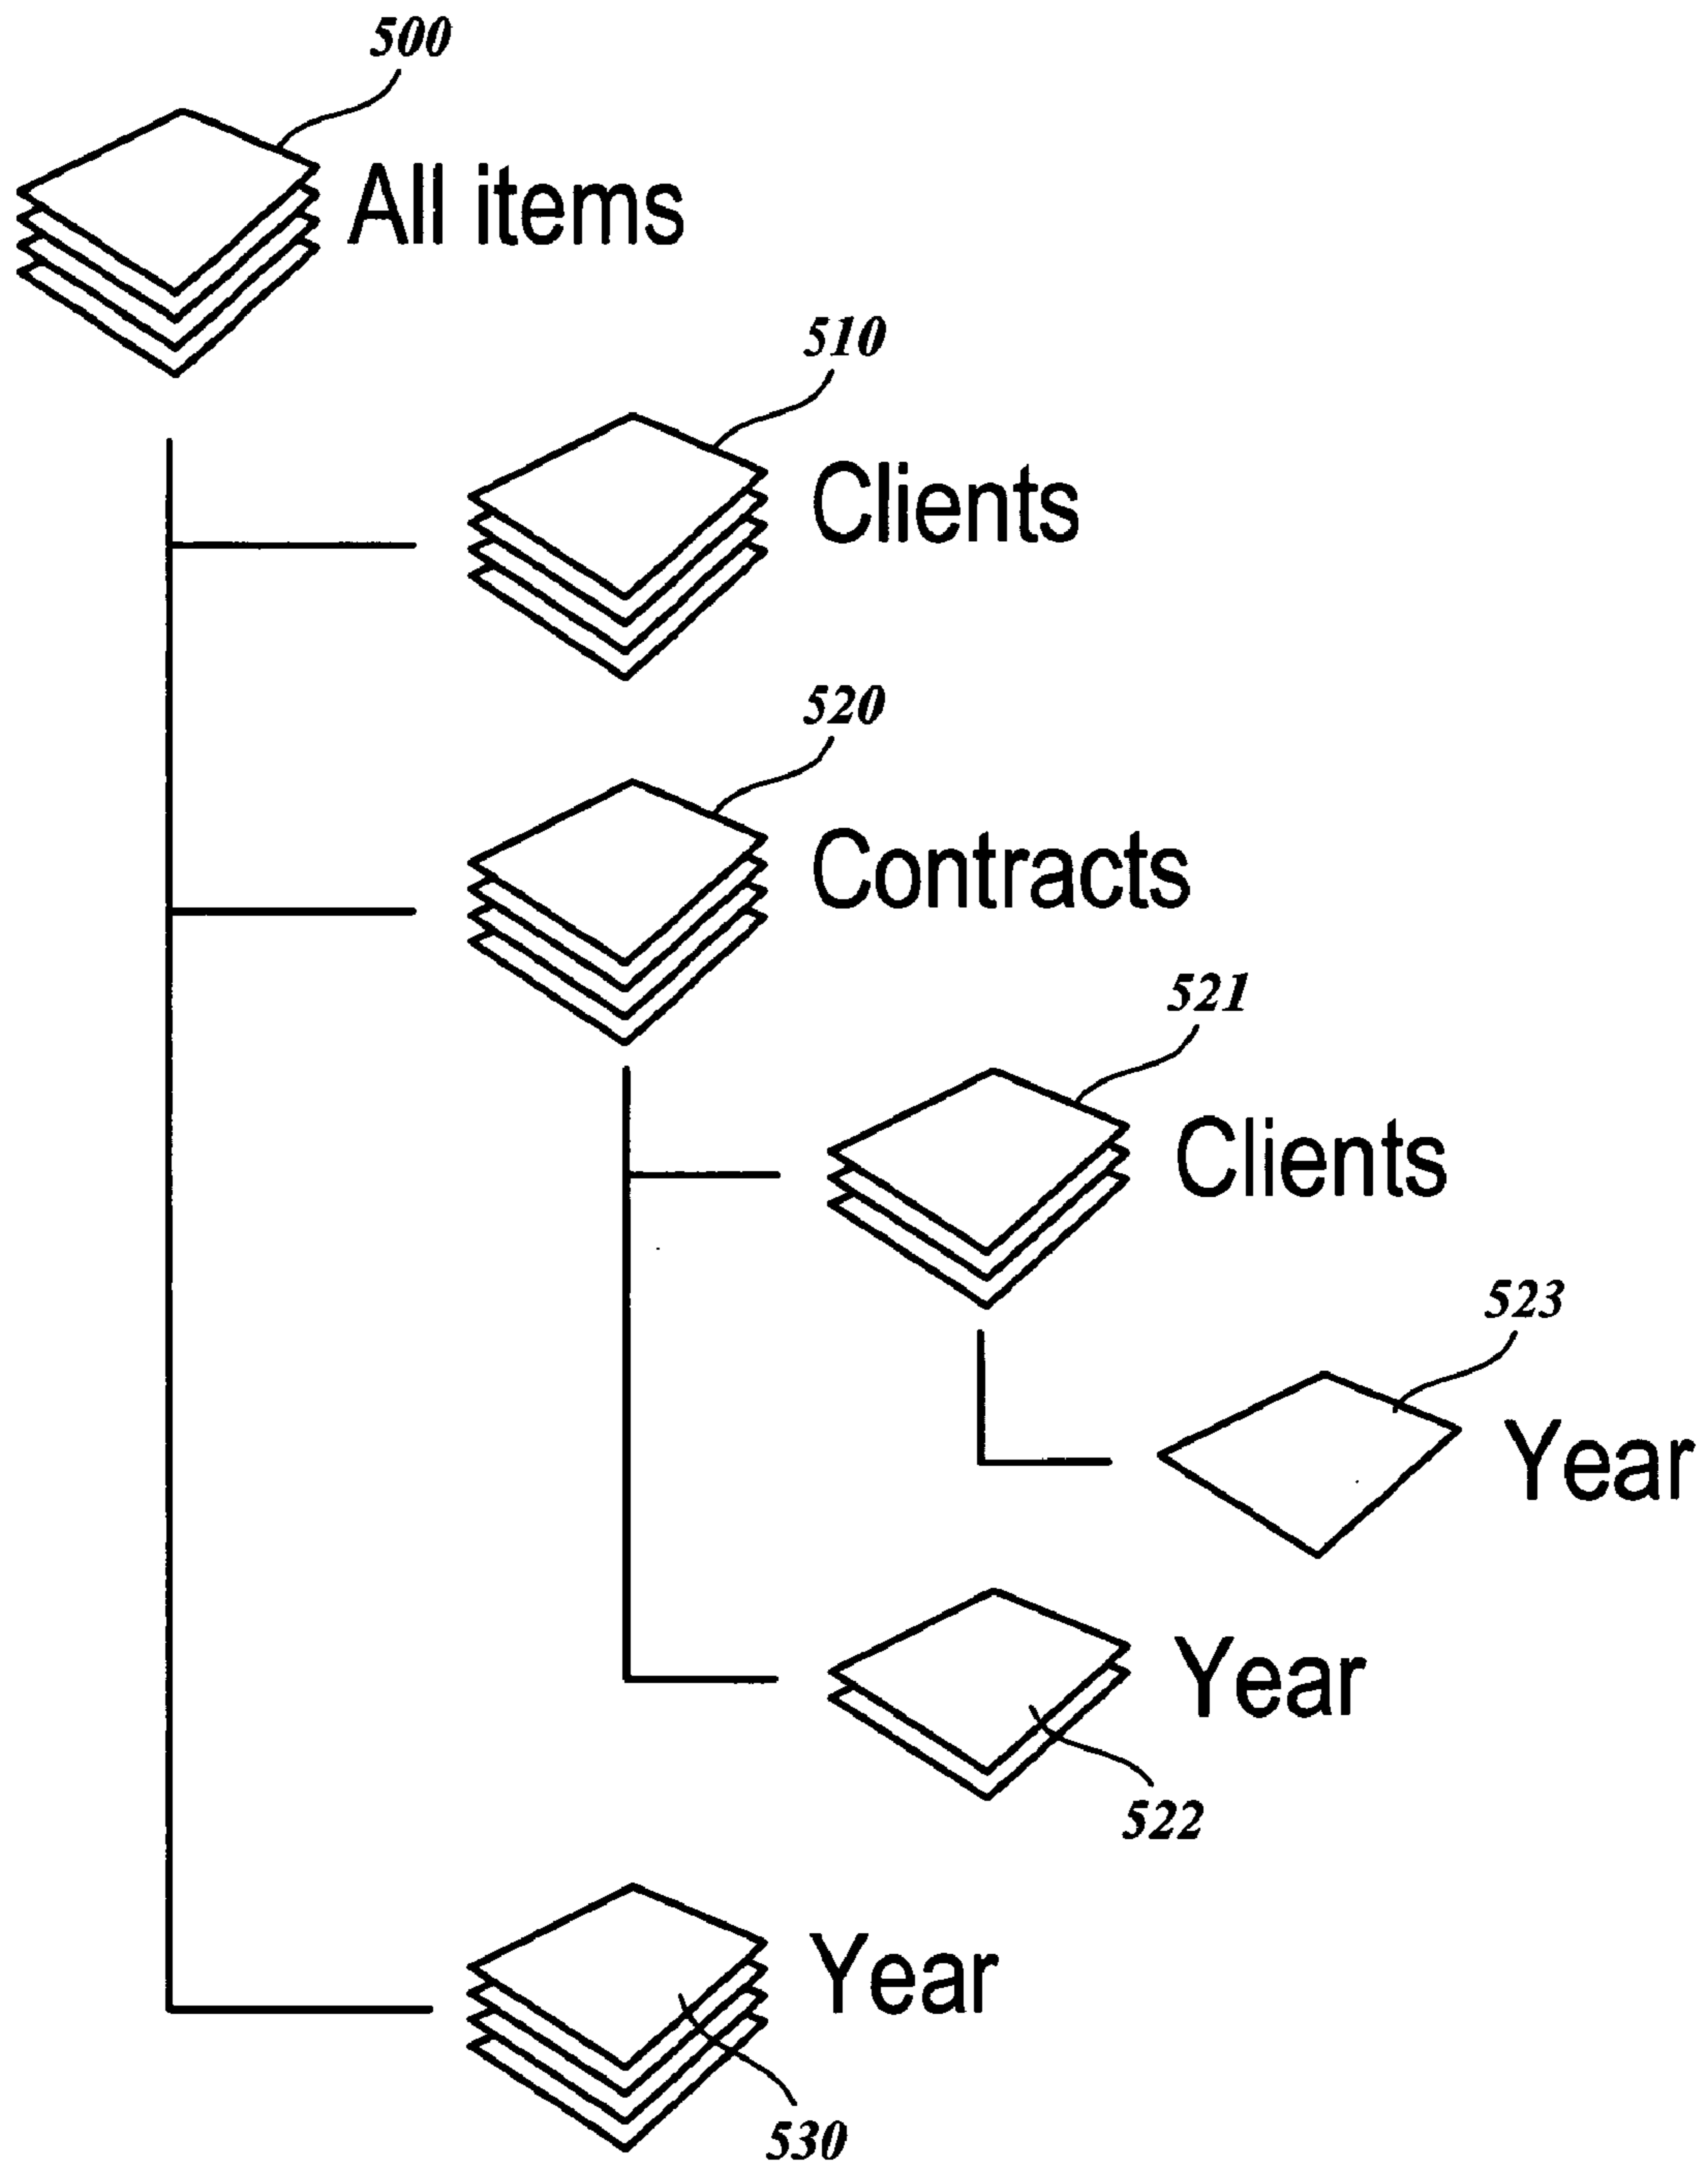 500
All items
510
Clients
520
Contracts
521
Clients
523
Year
Year
522
Year
530